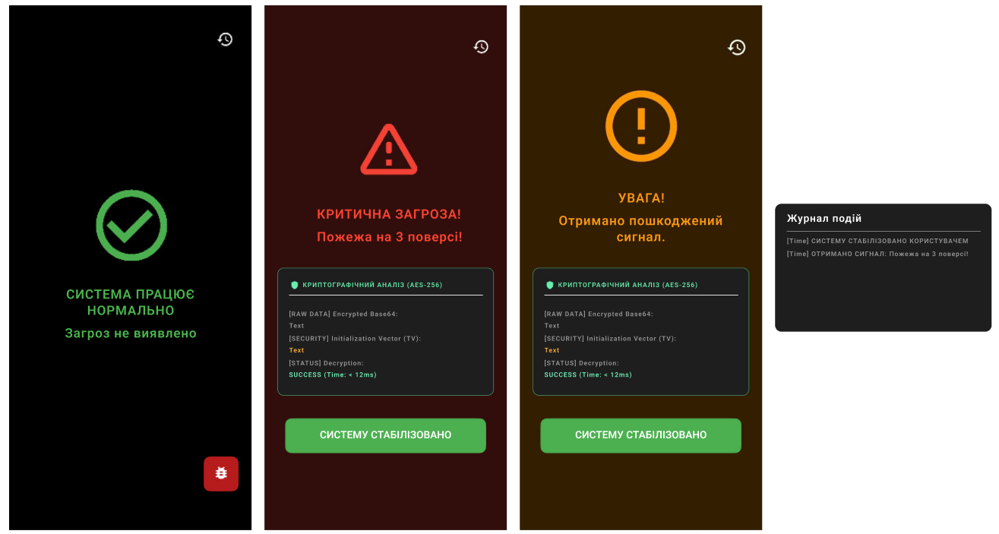 СИСТЕМА ПРАЦЮЄ
НОРМАЛЬНО
Загроз не виявлено
КРИТИЧНА ЗАГРОЗА!
Пожежа на 3 поверсі!
КРИПТОГРАФІЧНИЙ АНАЛІЗ (AES-256)
[RAW DATA] Encrypted Base64:
Text
[SECURITY] Initialization Vector (TV):
Text
[STATUS] Decryption:
SUCCESS (Time: < 12ms)
СИСТЕМУ СТАБІЛІЗОВАНО
УВАГА!
Отримано пошкоджений
сигнал.
КРИПТОГРАФІЧНИЙ АНАЛІЗ (AES-256)
[RAW DATA] Encrypted Base64:
Text
[SECURITY] Initialization Vector (TV):
Text
[STATUS] Decryption:
SUCCESS (Time: < 12ms)
СИСТЕМУ СТАБІЛІЗОВАНО
Журнал подій
[Time] СИСТЕМУ СТАБІЛІЗОВАНО КОРИСТУВАЧЕМ
[Time] ОТРИМАНО СИГНАЛ: Пожежа на 3 поверсі!